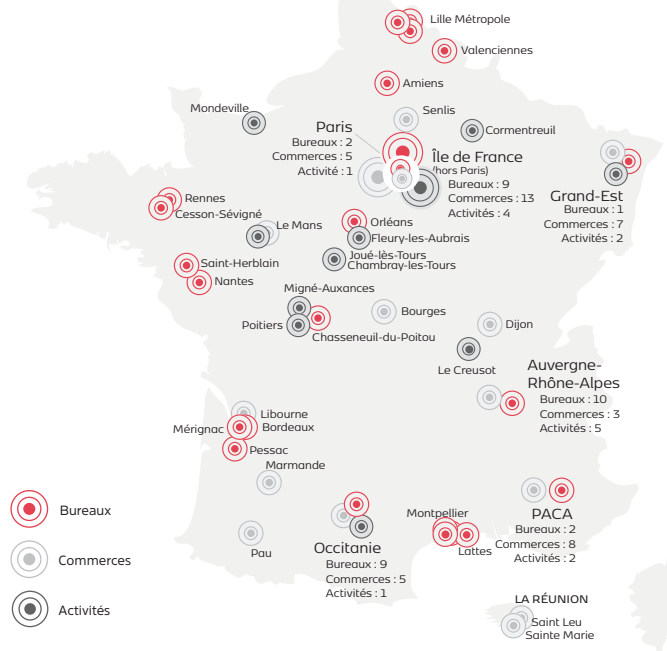 Lille Métropole
Valenciennes
Amiens
Mondeville
Senlis
Paris
Bureaux : 2
Commerces : 5
Activité : 1
Cormentreuil
Île de France
(hors Paris)
Bureaux : 9
Commerces : 13
Activités : 4
Grand-Est
Bureaux : 1
Commerces : 7
Activités : 2
Rennes
Cesson-Sévigné
Le Mans
Orléans
Fleury-les-Aubrais
Joué-lès-Tours
Chambray-les-Tours
Saint-Herblain
Nantes
Migné-Auxances
Poitiers
Chasseneuil-du-Poitou
Bourges
Dijon
Le Creusot
Auvergne-
Rhône-Alpes
Bureaux : 10
Commerces : 3
Activités : 5
Libourne
Mérignac
Bordeaux
Pessac
Marmande
Bureaux
Commerces
Activités
Pau
Occitanie
Bureaux : 9
Commerces : 5
Activités : 1
Montpellier
Lattes
PACA
Bureaux : 2
Commerces : 8
Activités : 2
LA RÉUNION
Saint Leu
Sainte Marie